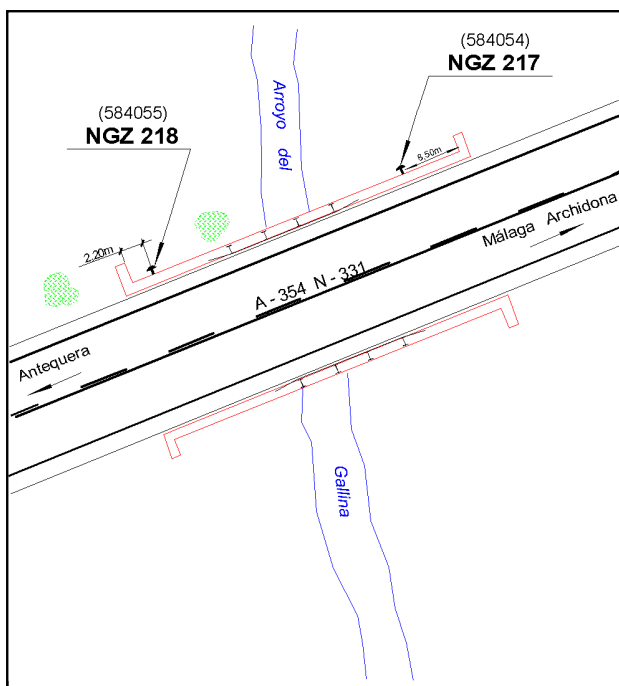 (584054)
NGZ 217
(584055)
NGZ 218
Arroyo del
8,50m
2,20m
Málaga Archidona
A - 354 N - 331
Antequera
Gallina